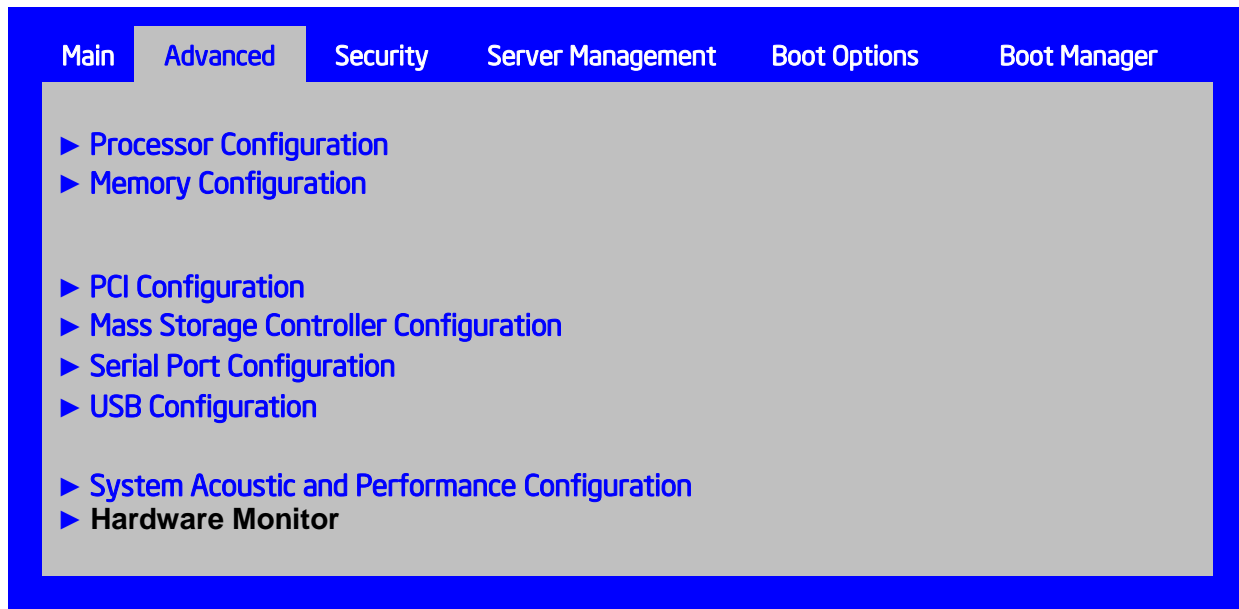 Main Advanced Security Server Management Boot Options Boot Manager
► Processor Configuration
► Memory Configuration
► PCI Configuration
► Mass Storage Controller Configuration
► Serial Port Configuration
► USB Configuration
► System Acoustic and Performance Configuration
► Hardware Monitor